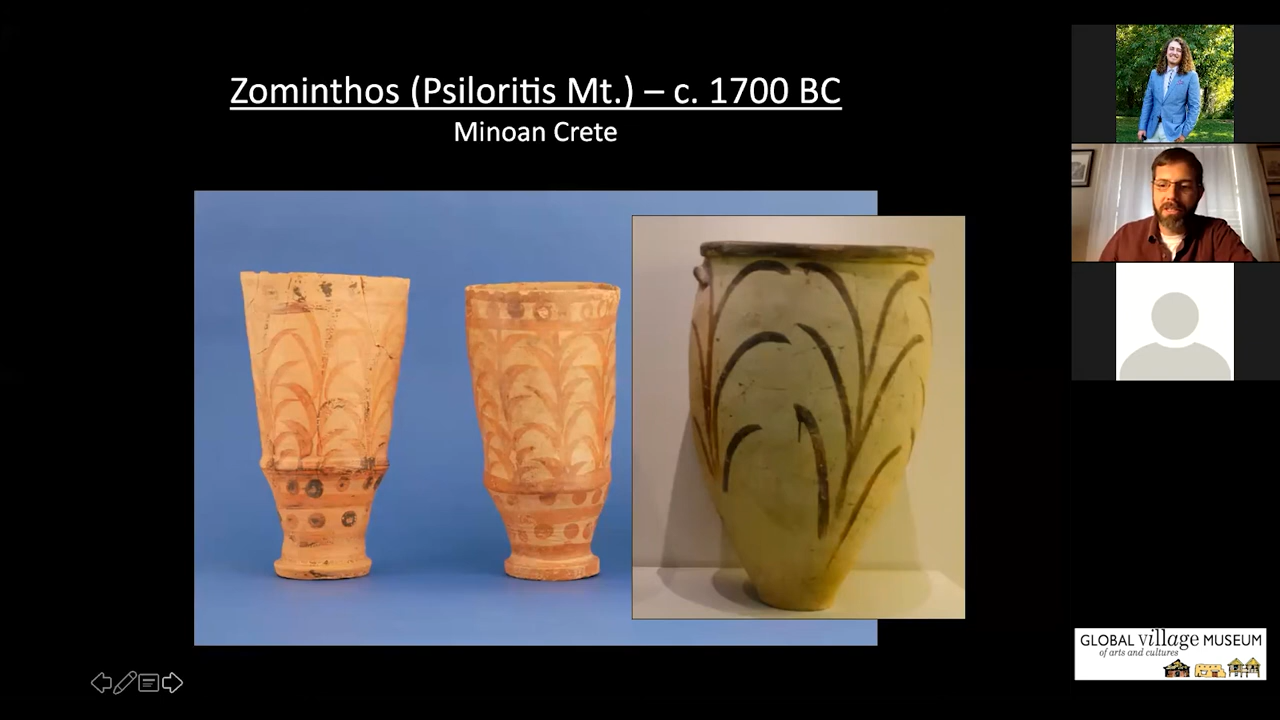 Zominthos (Psiloritis Mt.) – c. 1700 BC
Minoan Crete
GLOBAL village MUSEUM
of arts and cultures